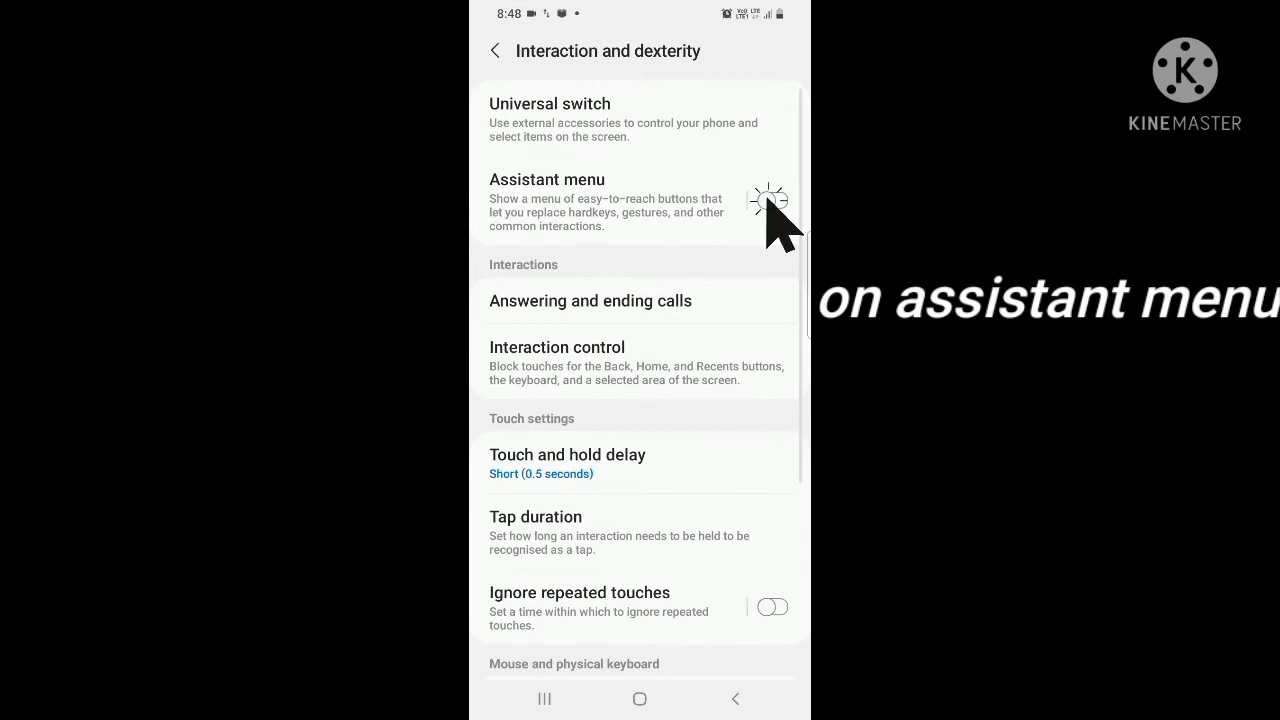 8:48
Interaction and dexterity
Universal switch
Use external accessories to control your phone and
select items on the screen.
Assistant menu
Show a menu of easy-to-reach buttons that
let you replace hardkeys, gestures, and other
common interactions.
Interactions
Answering and ending calls
Interaction control
Block touches for the Back, Home, and Recents buttons,
the keyboard, and a selected area of the screen.
Touch settings
Touch and hold delay
Short (0.5 seconds)
Tap duration
Set how long an interaction needs to be held to be
recognised as a tap.
Ignore repeated touches
Set a time within which to ignore repeated
touches.
Mouse and physical keyboard
K
KINEMASTER
on assistant menu